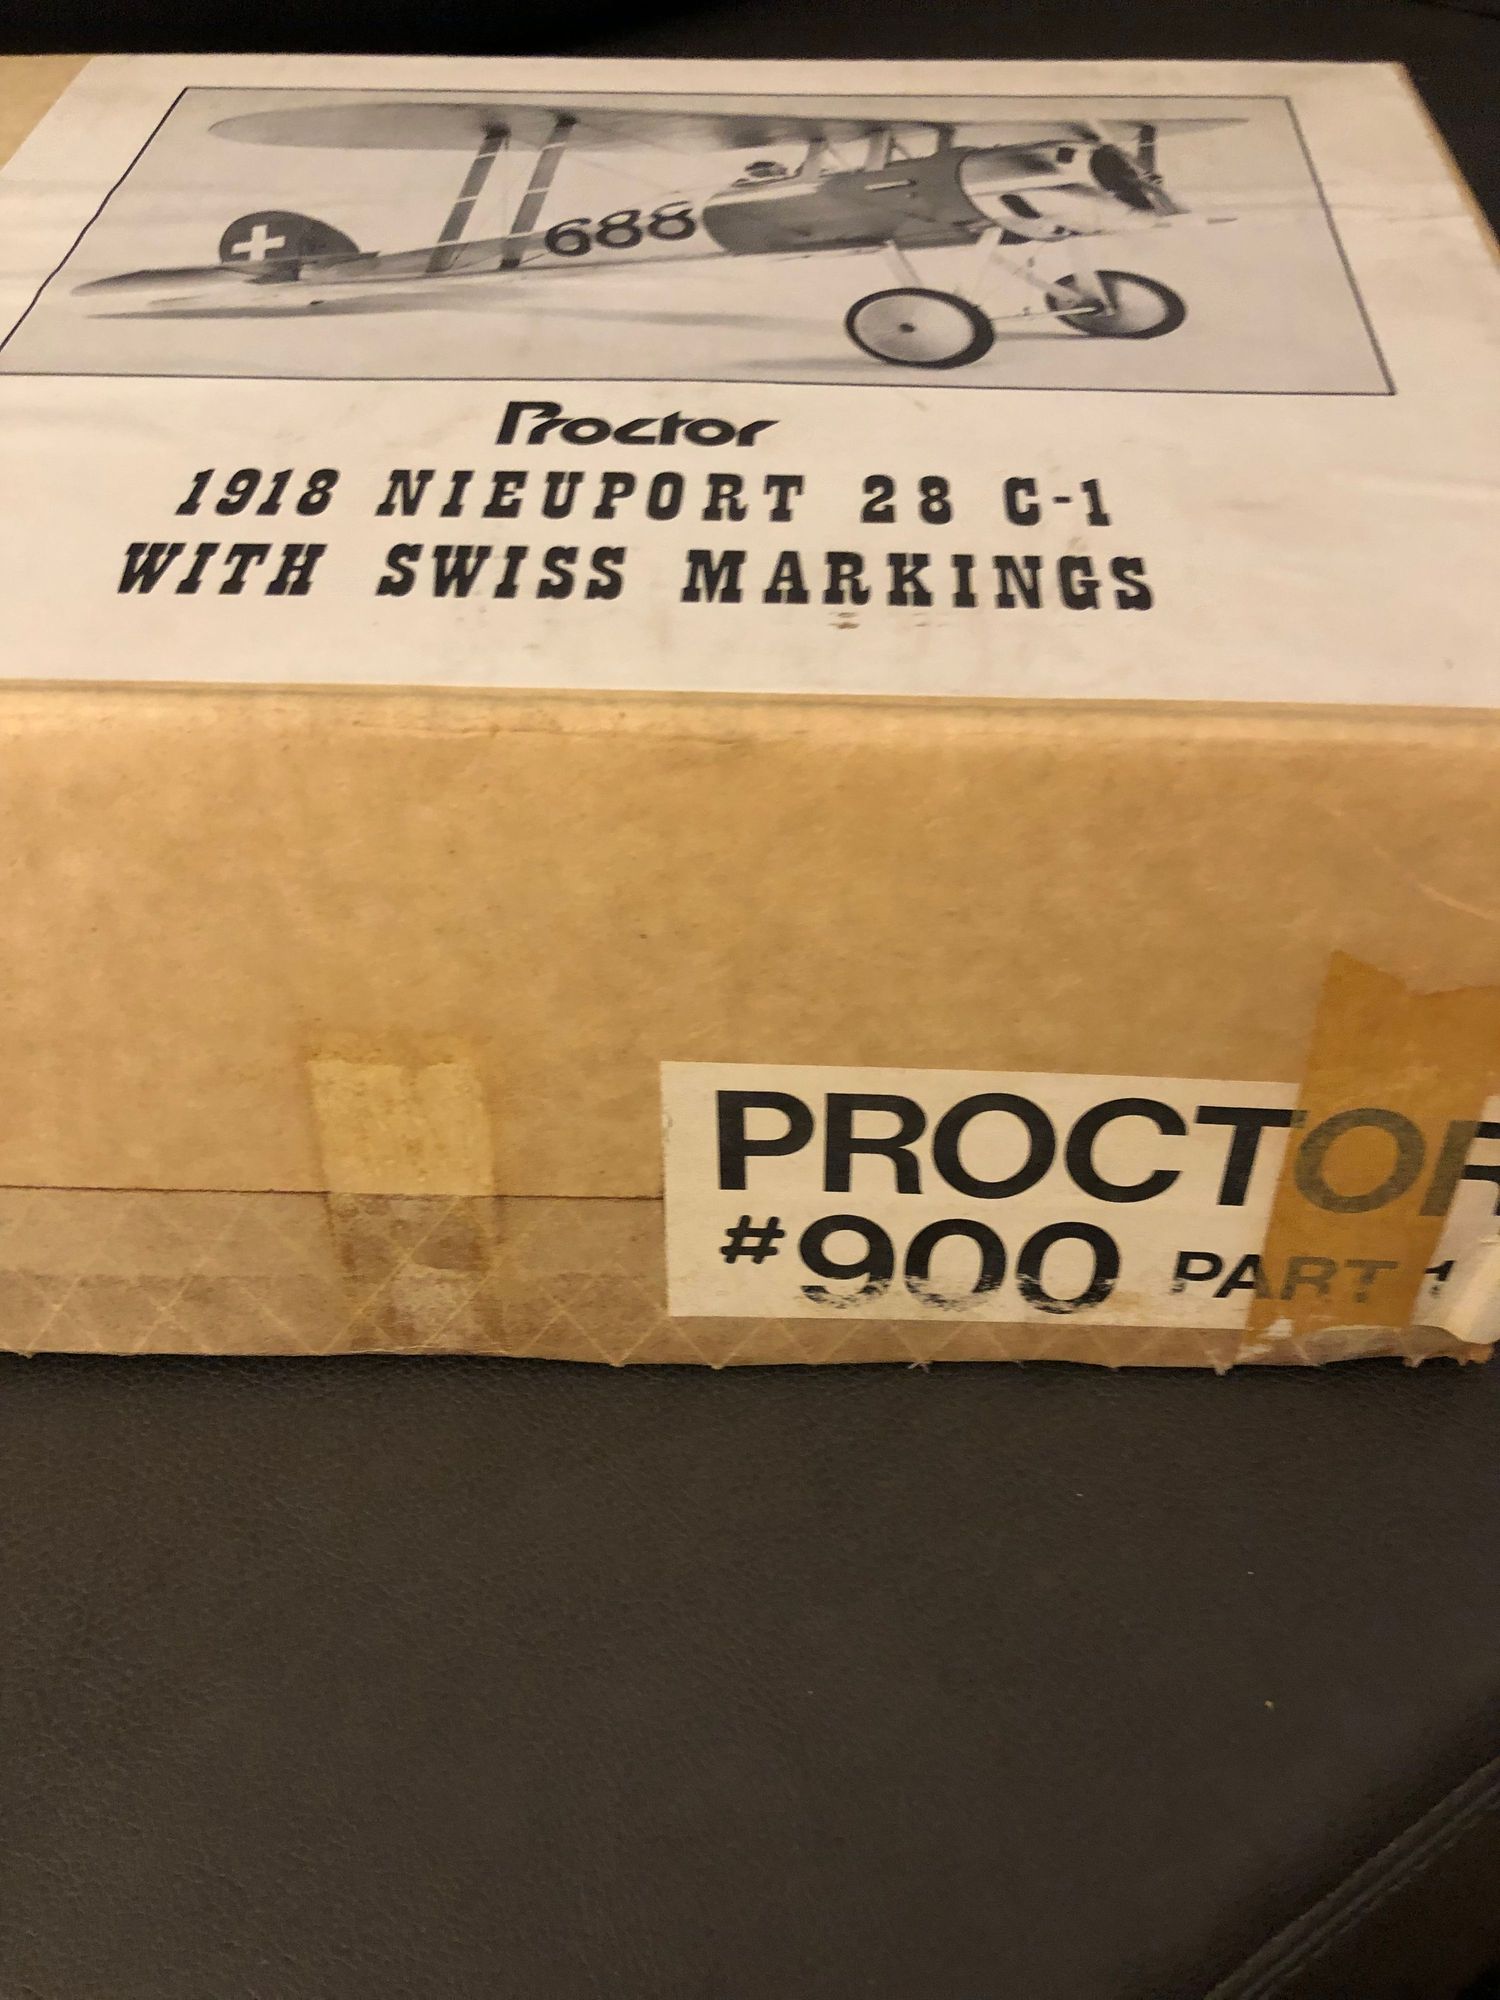 688
Proctor
1918 NIEUPORT 28 C-1
WITH SWISS MARKINGS
PROCTOR
#900 PART 1